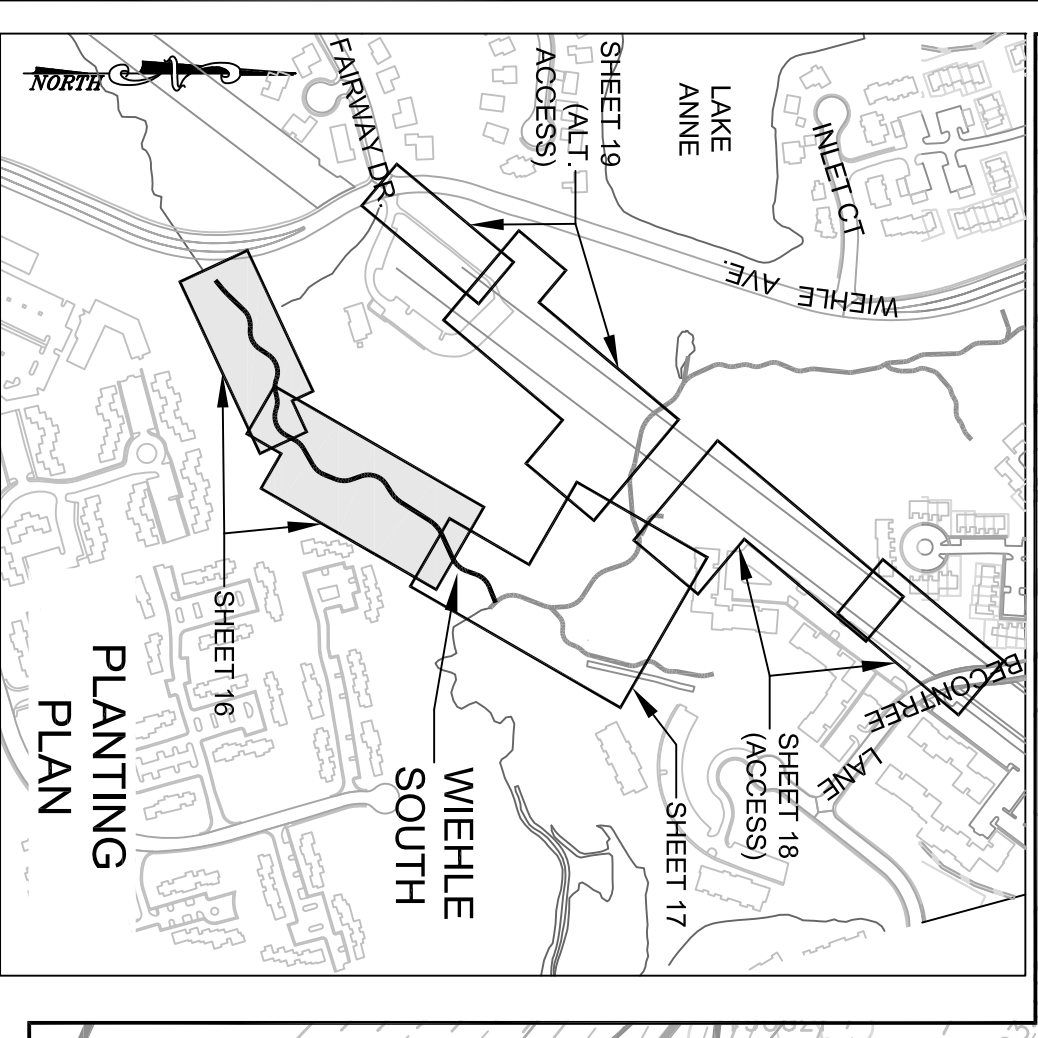 NORTH
FAIRWAY DR.
SHEET 19
(ALT.
ACCESS)
LAKE
ANNE
INLET CT
WIEHLE AVE.
BECONTREE
LANE
SHEET 18
(ACCESS)
SHEET 17
SHEET 16
WIEHLE
SOUTH
PLANTING
PLAN